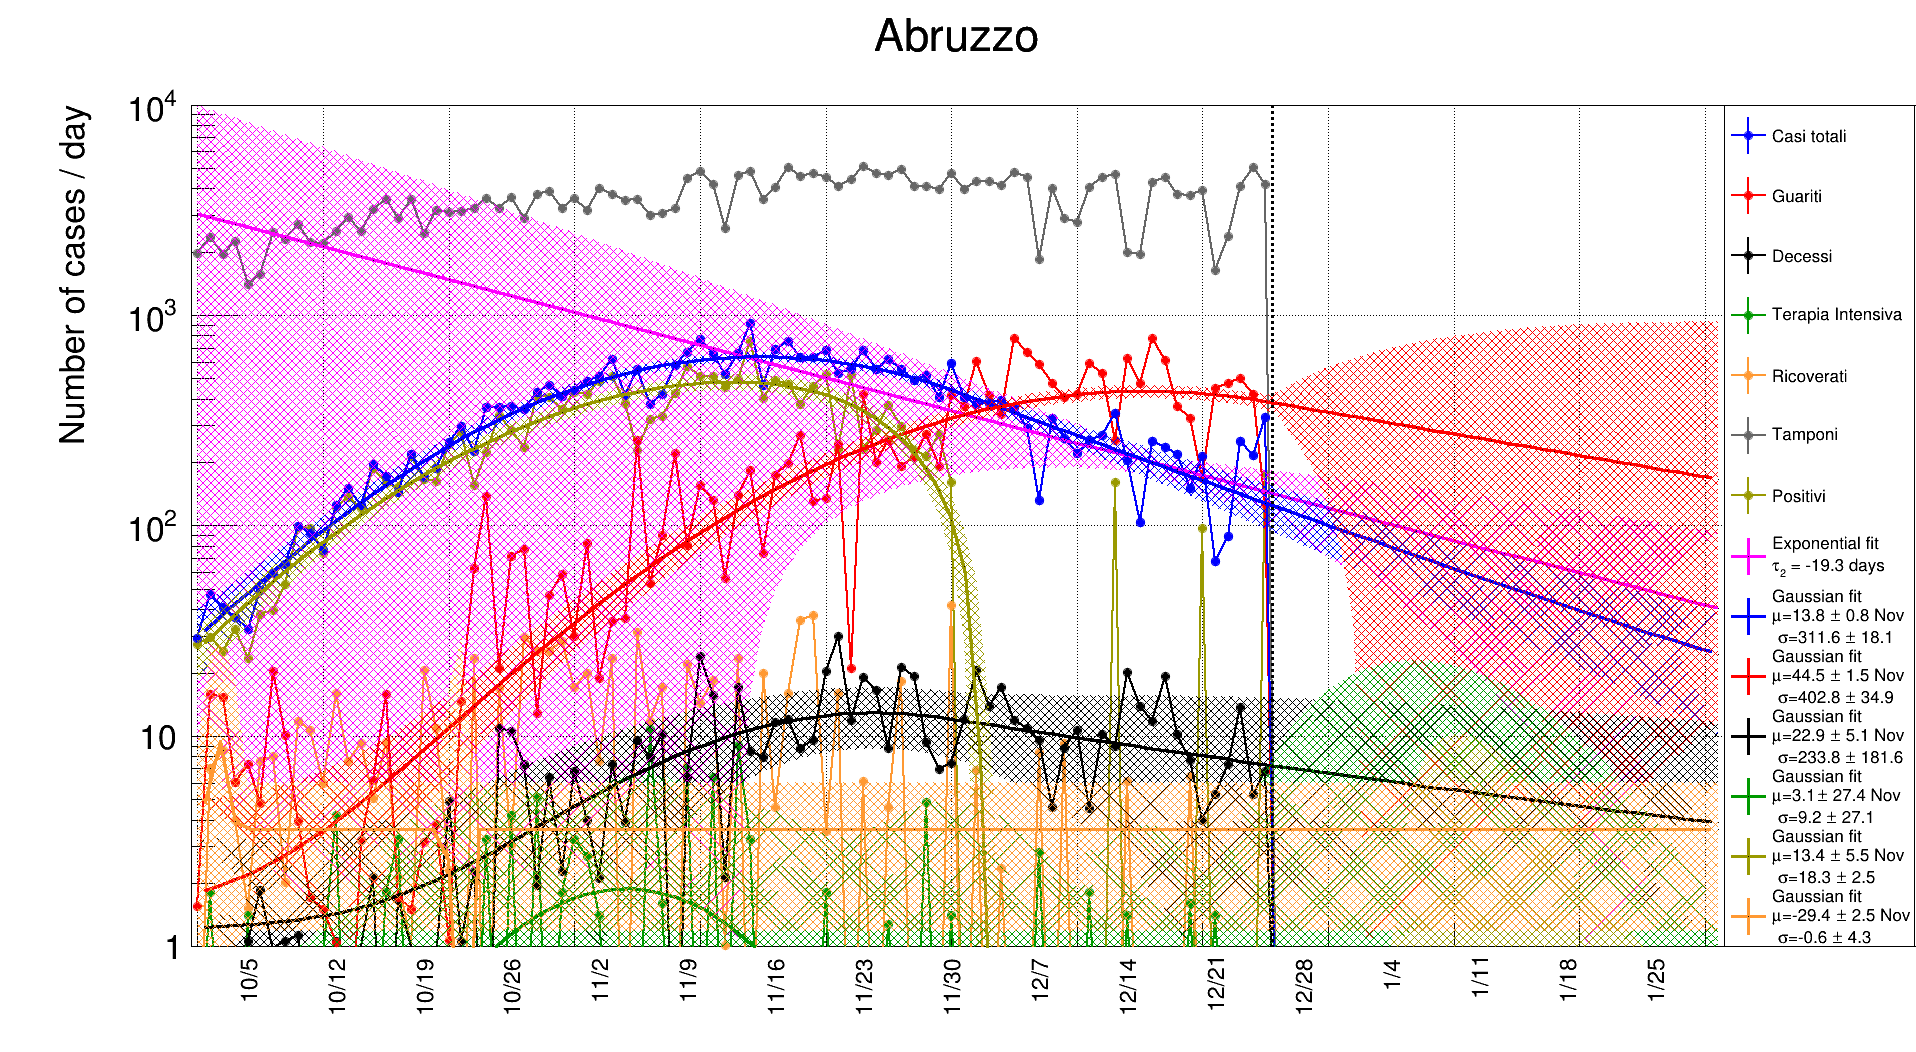 Abruzzo
Number of cases / day
10^4
10^3
10^2
10
1
10/5
10/12
10/19
10/26
11/2
11/9
11/16
11/23
11/30
12/7
12/14
12/21
12/28
1/4
1/11
1/18
1/25
Casi totali
Guariti
Decessi
Terapia Intensiva
Ricoverati
Tamponi
Positivi
Exponential fit
τ₂ = -19.3 days
Gaussian fit
μ=13.8 ± 0.8 Nov
σ=311.6 ± 18.1
Gaussian fit
μ=44.5 ± 1.5 Nov
σ=402.8 ± 34.9
Gaussian fit
μ=22.9 ± 5.1 Nov
σ=233.8 ± 181.6
Gaussian fit
μ=3.1 ± 27.4 Nov
σ=9.2 ± 27.1
Gaussian fit
μ=13.4 ± 5.5 Nov
σ=18.3 ± 2.5
Gaussian fit
μ=-29.4 ± 2.5 Nov
σ=-0.6 ± 4.3